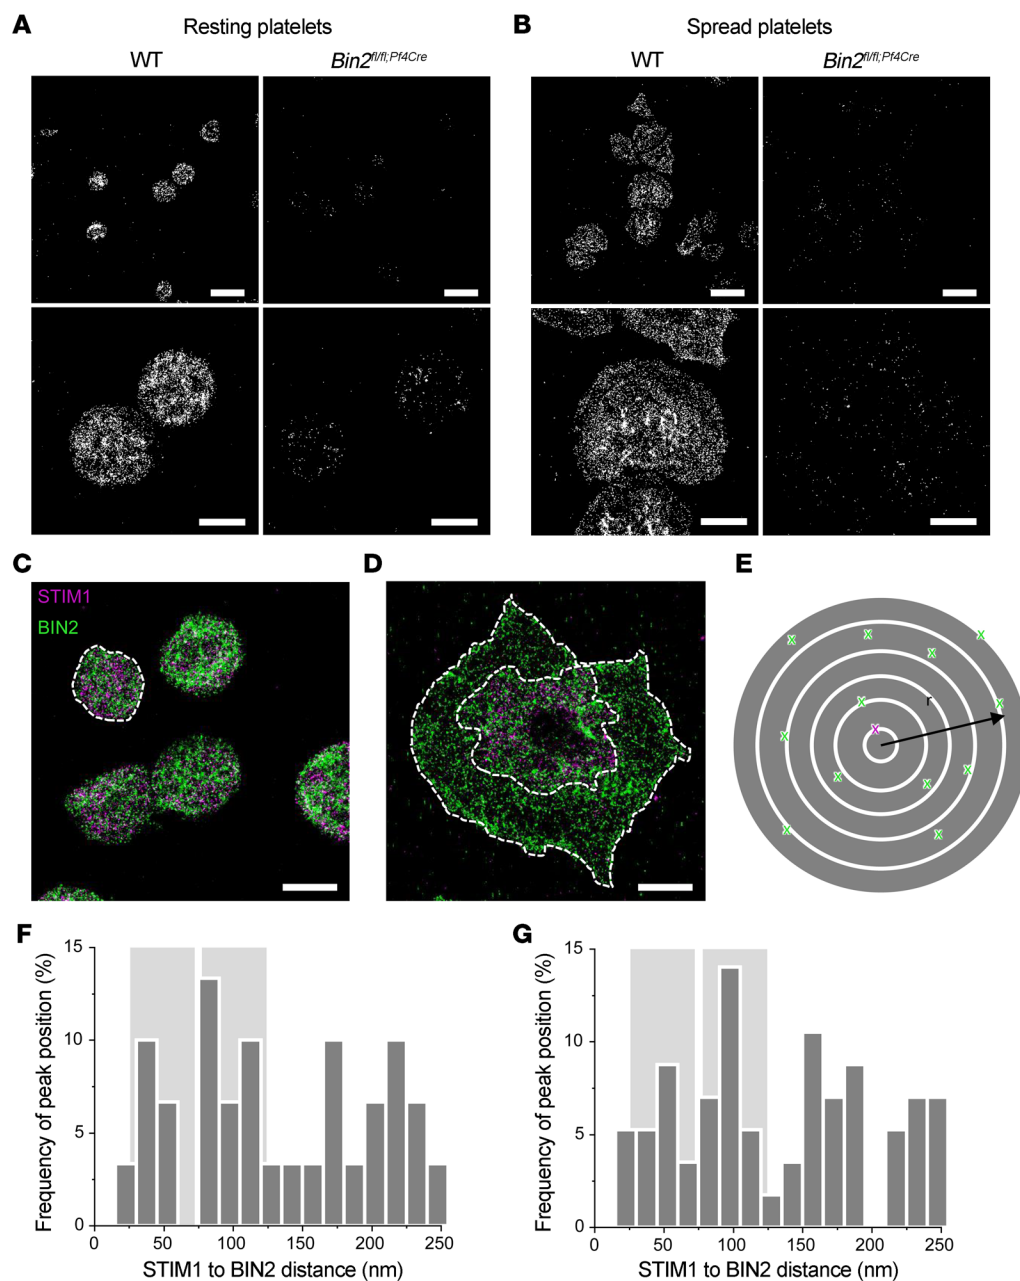 A
Resting platelets
WT
Bin2fl/fl;Pf4Cre
B
Spread platelets
WT
Bin2fl/fl;Pf4Cre
C
STIM1
BIN2
D
E
r
F
Frequency of peak position (%)
15
10
5
0
0 50 100 150 200 250
STIM1 to BIN2 distance (nm)
G
Frequency of peak position (%)
15
10
5
0
0 50 100 150 200 250
STIM1 to BIN2 distance (nm)